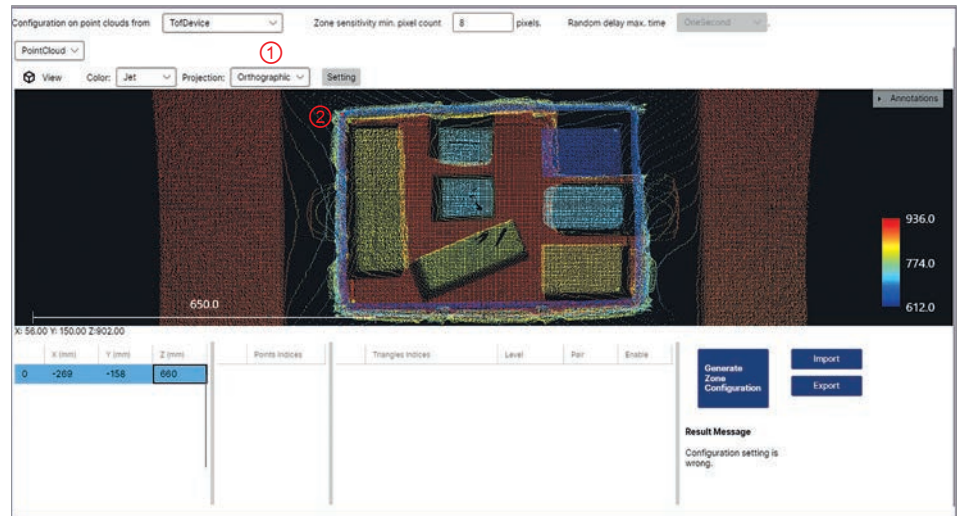 Configuration on point clouds from TofDevice Zone sensitivity min. pixel count 8 pixels. Random delay max. time OneSecond .
PointCloud
①
View Color: Jet Projection: Orthographic Setting
②
Annotations
936.0
774.0
612.0
650.0
X: 56.00 Y: 150.00 Z:902.00
X (mm) Y (mm) Z (mm) Points Indices Triangles Indices Level Pair Enable
0 -269 -158 660
Generate
Zone
Configuration
Import
Export
Result Message
Configuration setting is
wrong.